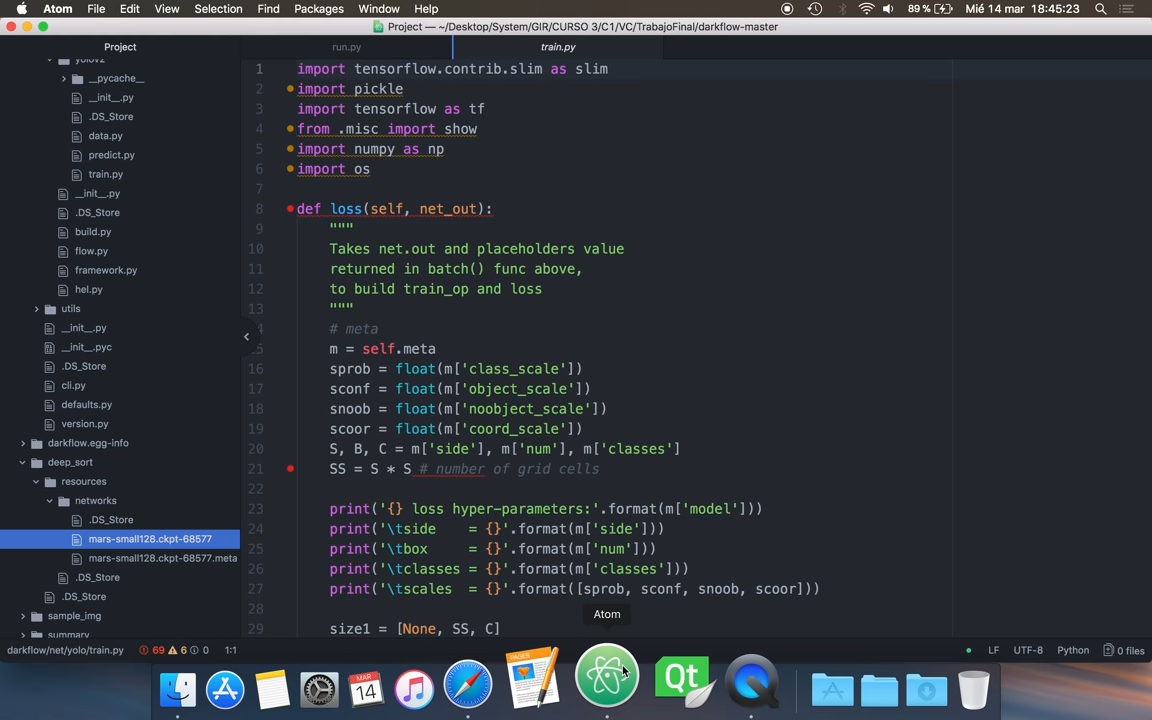 Atom File Edit View Selection Find Packages Window Help 89 % Mié 14 mar 18:45:23
Project — ~/Desktop/System/GIR/CURSO 3/C1/VC/TrabajoFinal/darkflow-master
Project run.py train.py
yolov2
__pycache__
__init__.py
.DS_Store
data.py
predict.py
train.py
__init__.py
.DS_Store
build.py
flow.py
framework.py
hel.py
utils
__init__.py
__init__.pyc
.DS_Store
cli.py
defaults.py
version.py
darkflow.egg-info
deep_sort
resources
networks
.DS_Store
mars-small128.ckpt-68577
mars-small128.ckpt-68577.meta
.DS_Store
.DS_Store
sample_img
summary
1 import tensorflow.contrib.slim as slim
2 import pickle
3 import tensorflow as tf
4 from .misc import show
5 import numpy as np
6 import os
7
8 def loss(self, net_out):
9 """
10 Takes net.out and placeholders value
11 returned in batch() func above,
12 to build train_op and loss
13 """
14 # meta
15 m = self.meta
16 sprob = float(m['class_scale'])
17 sconf = float(m['object_scale'])
18 snoob = float(m['noobject_scale'])
19 scoor = float(m['coord_scale'])
20 S, B, C = m['side'], m['num'], m['classes']
21 SS = S * S # number of grid cells
22
23 print('{} loss hyper-parameters:'.format(m['model']))
24 print('\tside    = {}'.format(m['side']))
25 print('\tbox     = {}'.format(m['num']))
26 print('\tclasses = {}'.format(m['classes']))
27 print('\tscales  = {}'.format([sprob, sconf, snoob, scoor]))
28
29 size1 = [None, SS, C]
Atom
darkflow/net/yolo/train.py 69 6 0 1:1 LF UTF-8 Python 0 files
PAGES
MAR
14
Qt